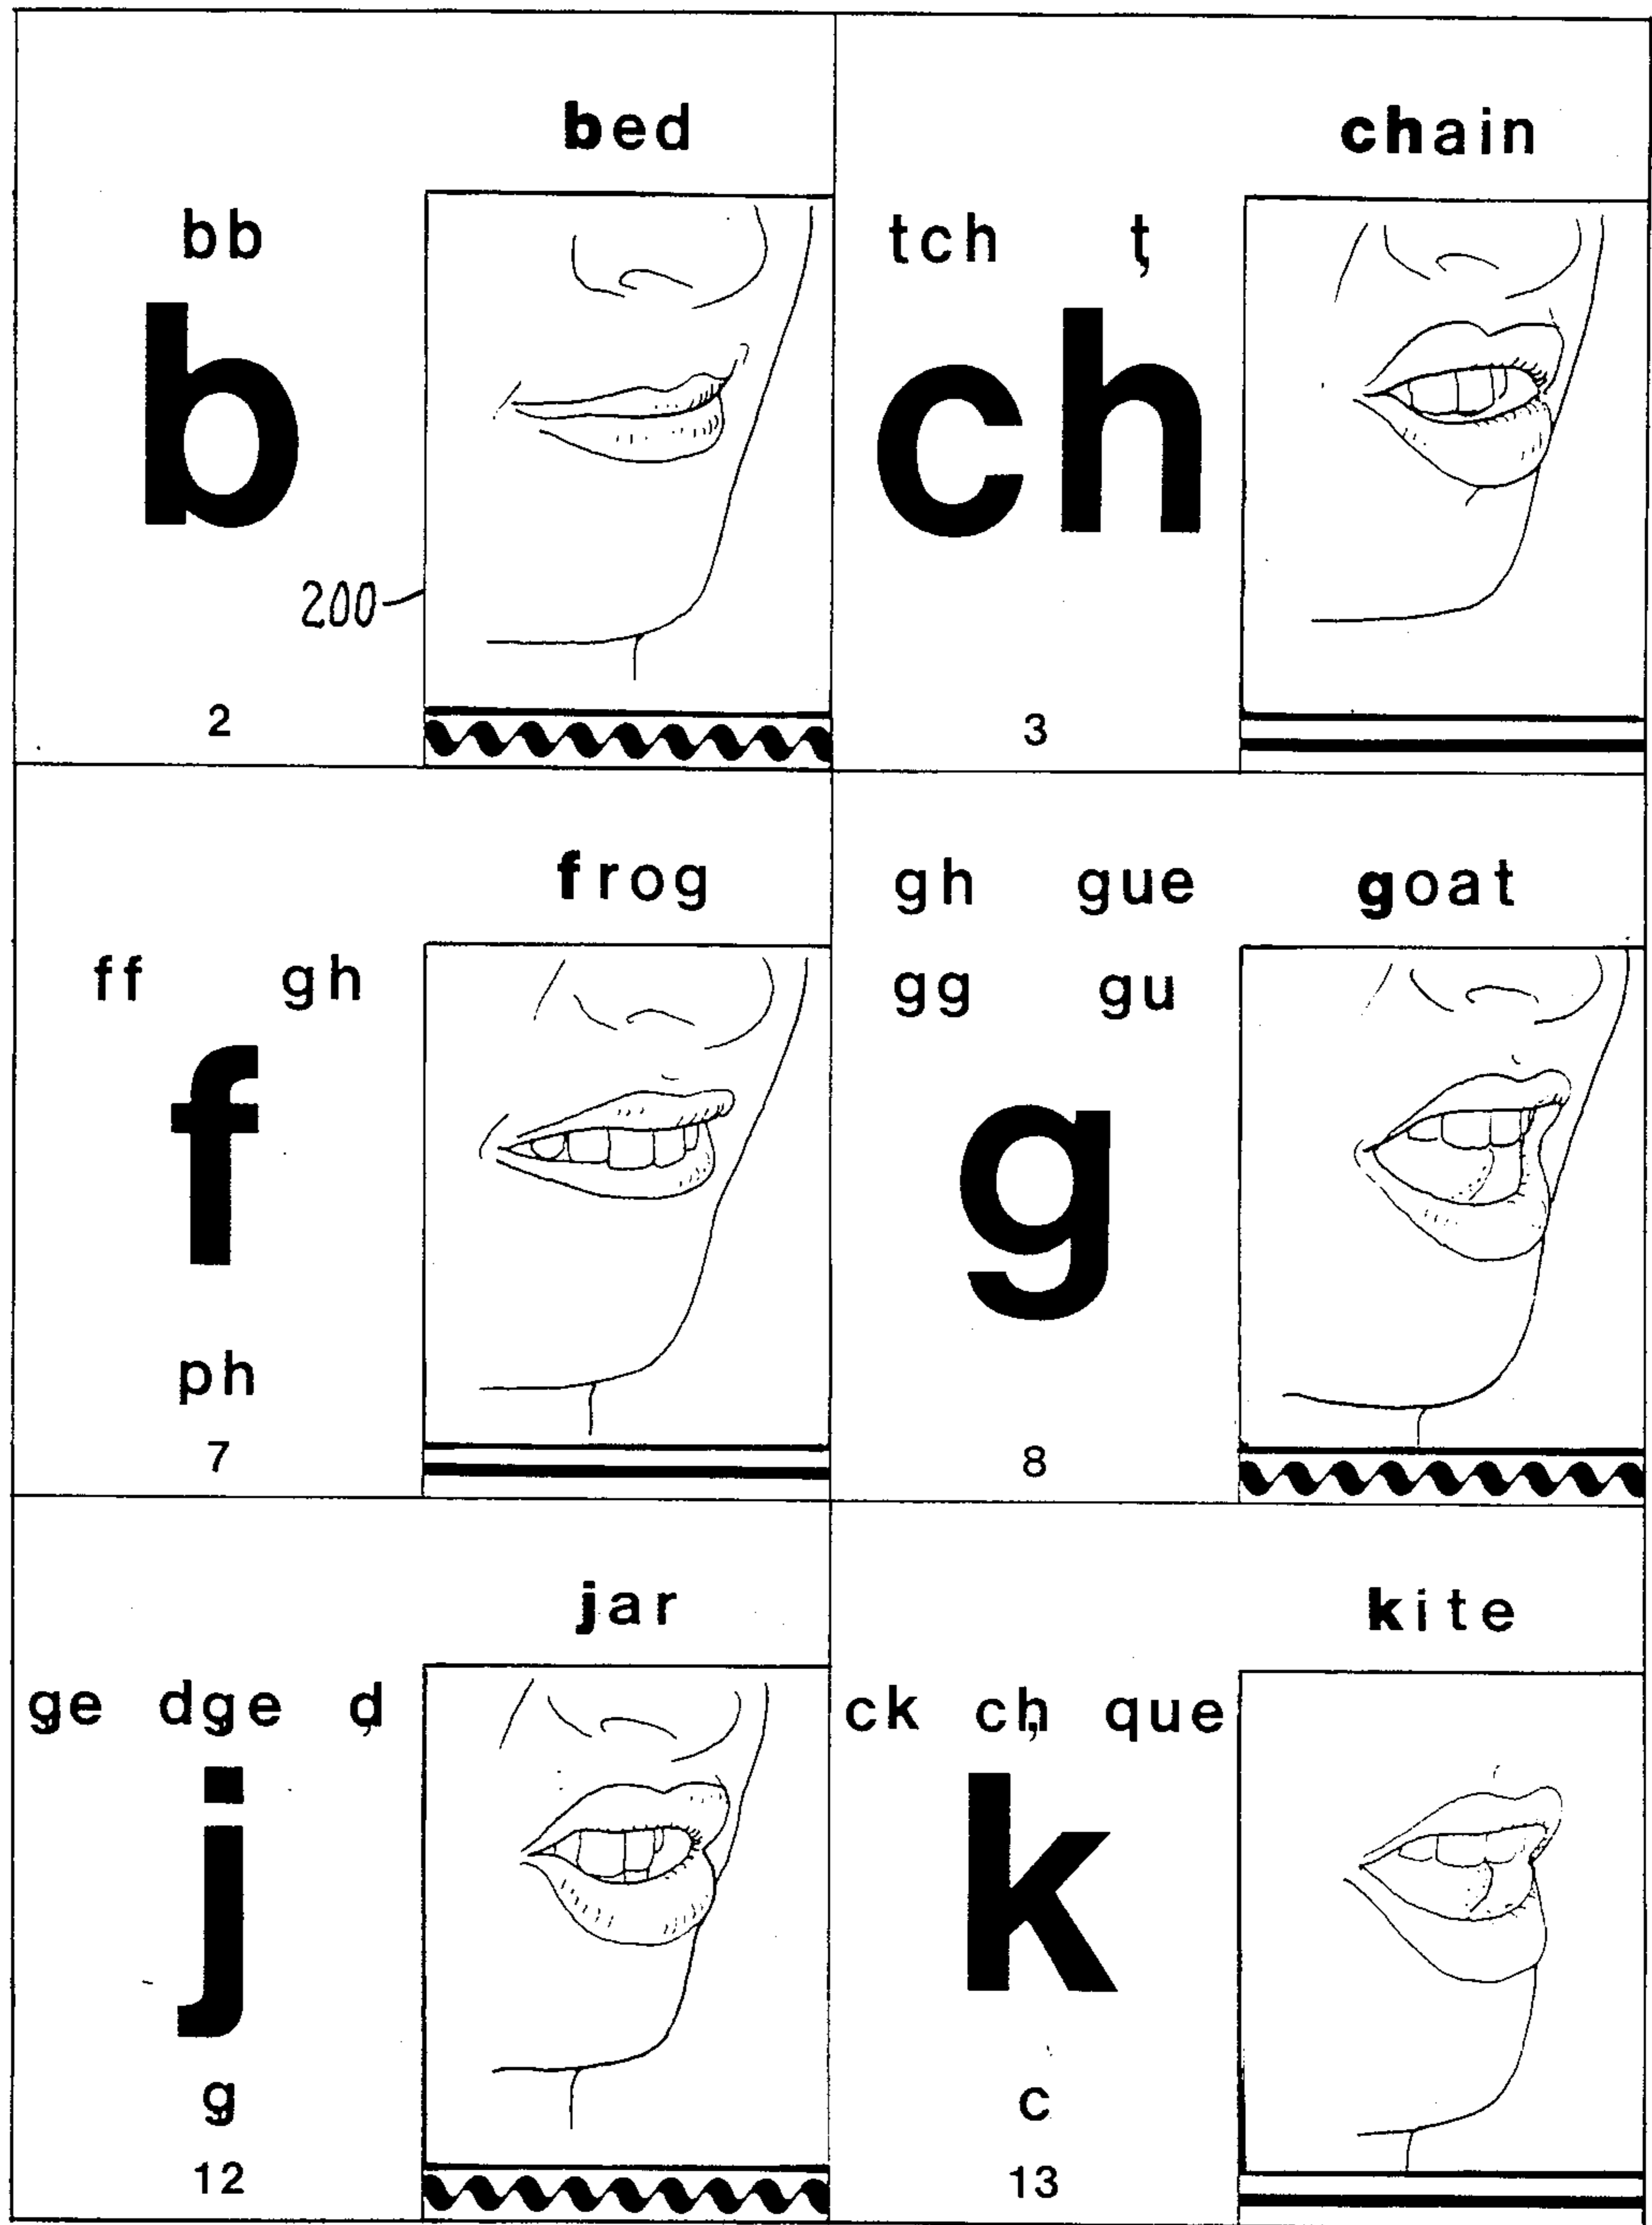 bed
bb
b
200
2
chain
tch ț
ch
3
frog
ff gh
f
ph
7
gh gue goat
gg gu
g
8
jar
ge dge d̦
j
g
12
kite
ck ch̦ que
k
c
13